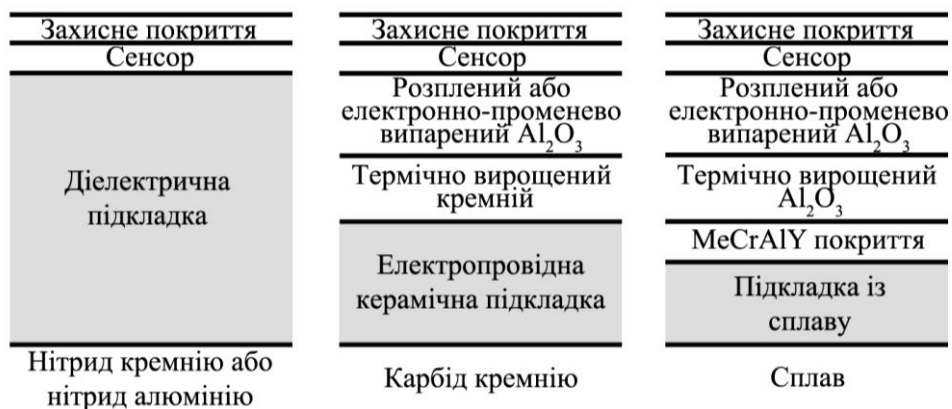 Захисне покриття
Сенсор
Діелектрична
підкладка
Нітрид кремнію або
нітрид алюмінію
Захисне покриття
Сенсор
Розплений або
електронно-променево
випарений Al₂O₃
Термічно вирощений
кремній
Електропровідна
керамічна підкладка
Карбід кремнію
Захисне покриття
Сенсор
Розплений або
електронно-променево
випарений Al₂O₃
Термічно вирощений
Al₂O₃
MeCrAlY покриття
Підкладка із
сплаву
Сплав